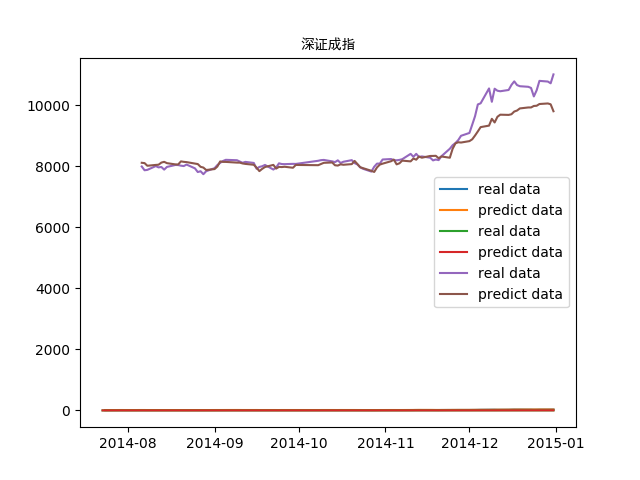 深证成指
10000
8000
6000
4000
2000
0
real data
predict data
real data
predict data
real data
predict data
2014-08 2014-09 2014-10 2014-11 2014-12 2015-01